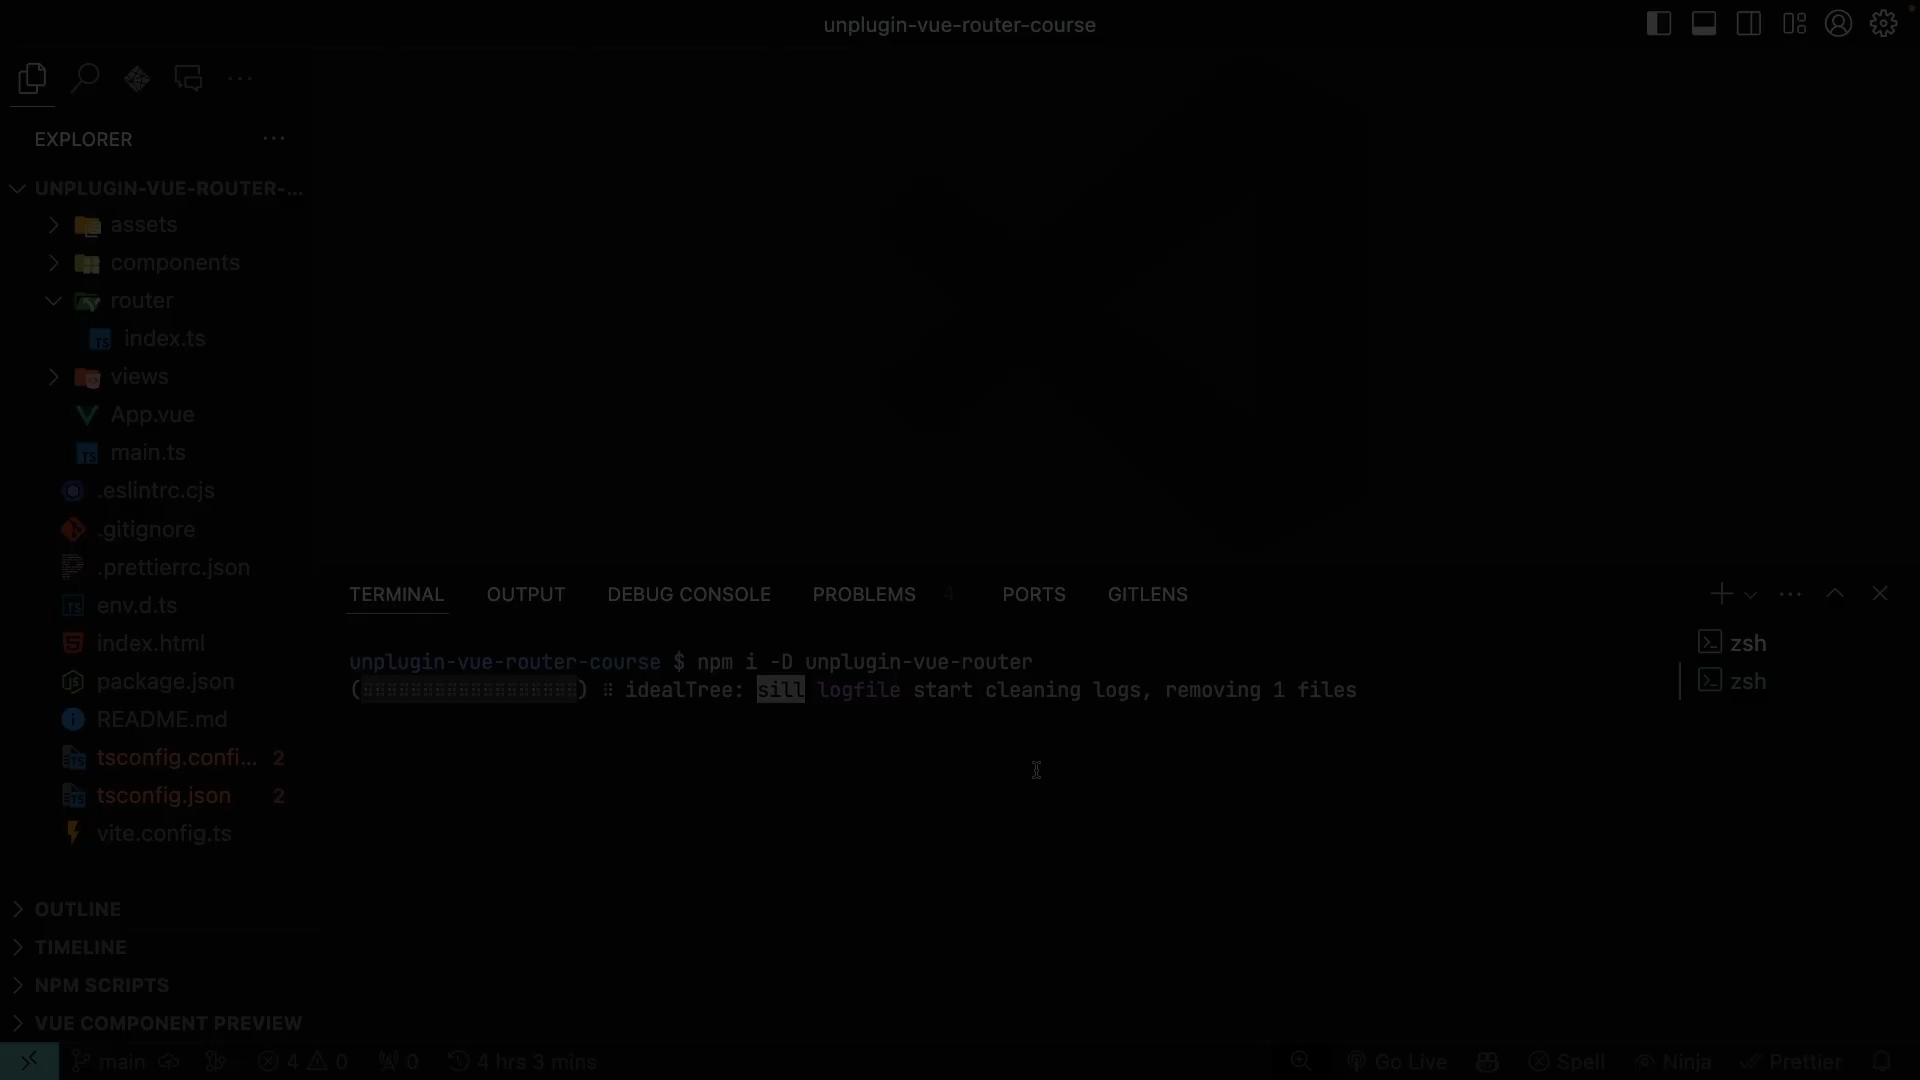 unplugin-vue-router-course
EXPLORER
UNPLUGIN-VUE-ROUTER-...
assets
components
router
index.ts
views
App.vue
main.ts
.eslintrc.cjs
.gitignore
.prettierrc.json
env.d.ts
index.html
package.json
README.md
tsconfig.confi... 2
tsconfig.json 2
vite.config.ts
OUTLINE
TIMELINE
NPM SCRIPTS
VUE COMPONENT PREVIEW
TERMINAL OUTPUT DEBUG CONSOLE PROBLEMS 4 PORTS GITLENS
unplugin-vue-router-course $ npm i -D unplugin-vue-router
( ) ⠸ idealTree: sill logfile start cleaning logs, removing 1 files
zsh
zsh
main 4 0 0 4 hrs 3 mins Go Live Spell Ninja Prettier